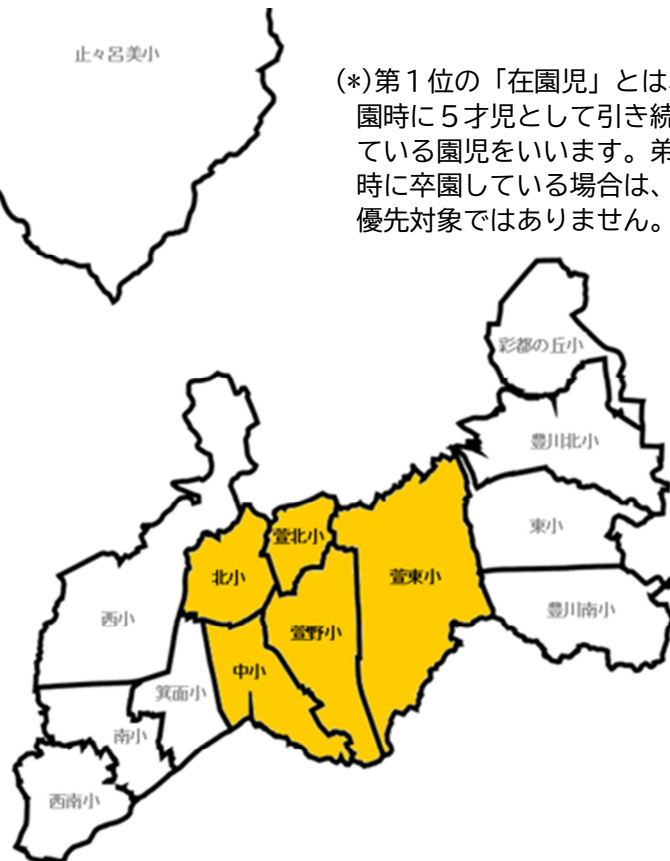 止々呂美小
(*)第１位の「在園児」とは、
園時に５才児として引き続
ている園児をいいます。弟
時に卒園している場合は、
優先対象ではありません。
彩都の丘小
豊川北小
萱北小
東小
北小
萱東小
西小
萱野小
豊川南小
中小
箕面小
南小
西南小